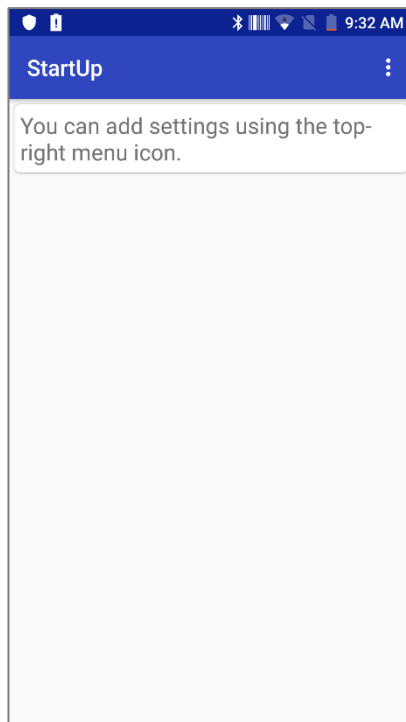 9:32 AM
StartUp
You can add settings using the top-
right menu icon.